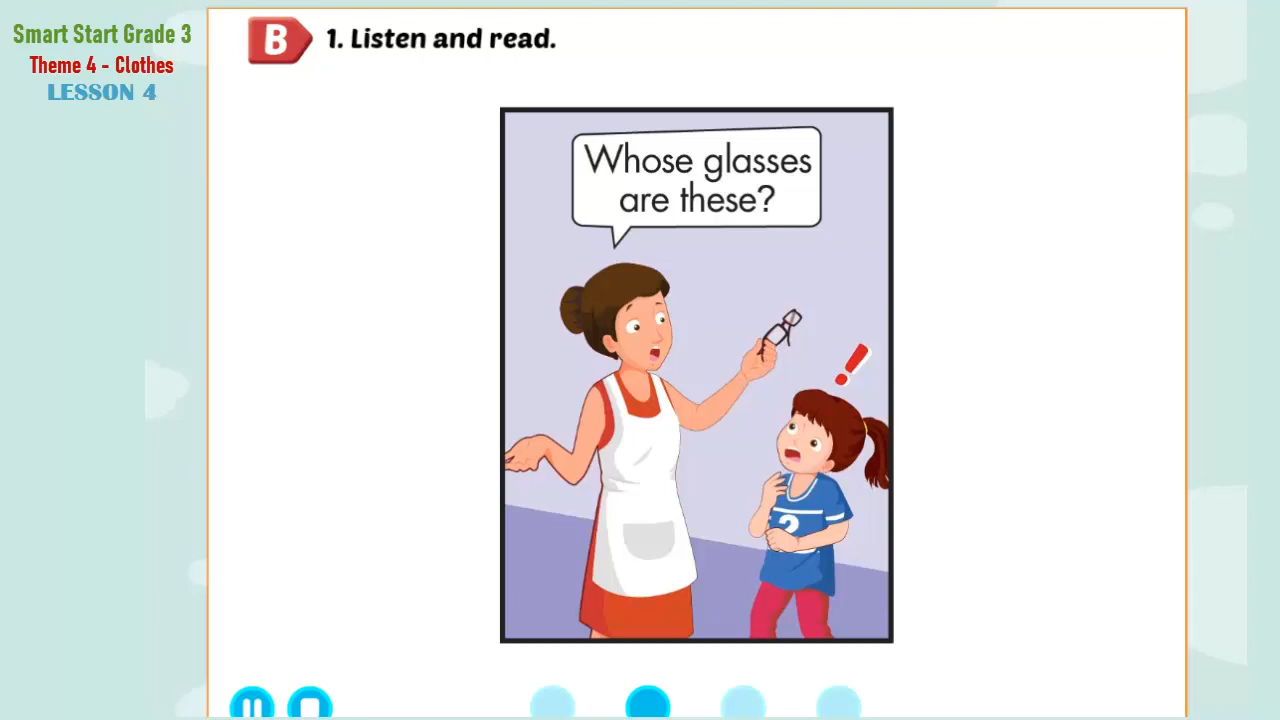 Smart Start Grade 3
Theme 4 - Clothes
LESSON 4
B
1. Listen and read.
Whose glasses
are these?
!
2